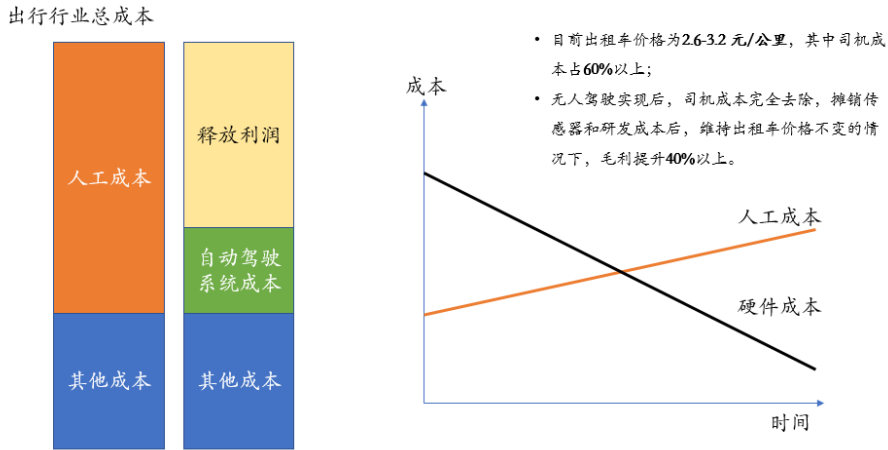 出行行业总成本
人工成本
其他成本
释放利润
自动驾驶
系统成本
其他成本
• 目前出租车价格为2.6-3.2 元/公里，其中司机成
本占60%以上；
• 无人驾驶实现后，司机成本完全去除，摊销传
感器和研发成本后，维持出租车价格不变的情
况下，毛利提升40%以上。
成本
人工成本
硬件成本
时间